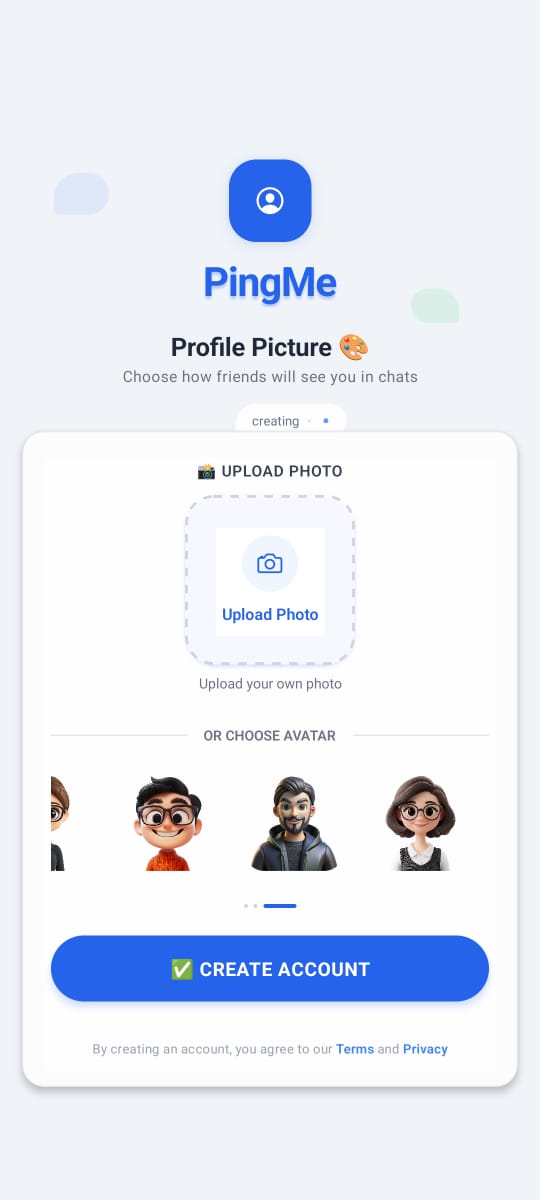 PingMe
Profile Picture 🎨
Choose how friends will see you in chats
creating
📸 UPLOAD PHOTO
Upload Photo
Upload your own photo
OR CHOOSE AVATAR
✅ CREATE ACCOUNT
By creating an account, you agree to our Terms and Privacy